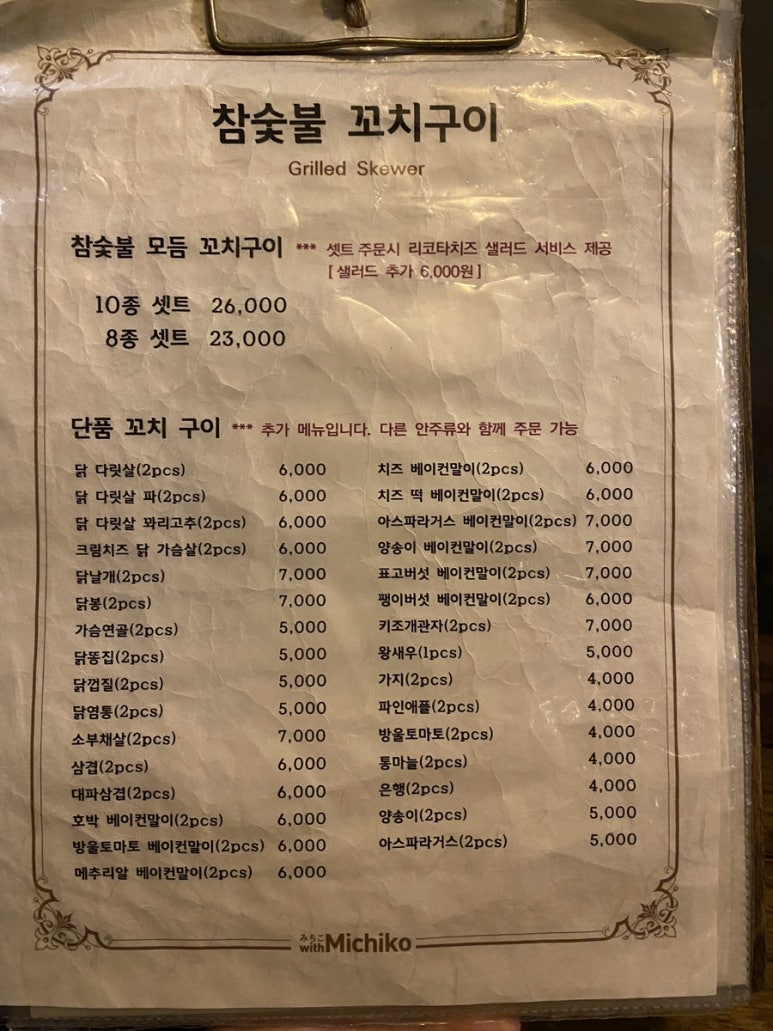 참숯불 꼬치구이
Grilled Skewer
참숯불 모듬 꼬치구이 *** 셋트 주문시 리코타치즈 샐러드 서비스 제공
[ 샐러드 추가 6,000원 ]
10종 셋트 26,000
8종 셋트 23,000
단품 꼬치 구이 *** 추가 메뉴입니다. 다른 안주류와 함께 주문 가능
닭 다릿살(2pcs) 6,000
닭 다릿살 파(2pcs) 6,000
닭 다릿살 꽈리고추(2pcs) 6,000
크림치즈 닭 가슴살(2pcs) 6,000
닭날개(2pcs) 7,000
닭봉(2pcs) 7,000
가슴연골(2pcs) 5,000
닭똥집(2pcs) 5,000
닭껍질(2pcs) 5,000
닭염통(2pcs) 5,000
소부채살(2pcs) 7,000
삼겹(2pcs) 6,000
대파삼겹(2pcs) 6,000
호박 베이컨말이(2pcs) 6,000
방울토마토 베이컨말이(2pcs) 6,000
메추리알 베이컨말이(2pcs) 6,000
치즈 베이컨말이(2pcs) 6,000
치즈 떡 베이컨말이(2pcs) 6,000
아스파라거스 베이컨말이(2pcs) 7,000
양송이 베이컨말이(2pcs) 7,000
표고버섯 베이컨말이(2pcs) 7,000
팽이버섯 베이컨말이(2pcs) 6,000
키조개관자(2pcs) 7,000
왕새우(1pcs) 5,000
가지(2pcs) 4,000
파인애플(2pcs) 4,000
방울토마토(2pcs) 4,000
통마늘(2pcs) 4,000
은행(2pcs) 4,000
양송이(2pcs) 5,000
아스파라거스(2pcs) 5,000
みちこ
withMichiko